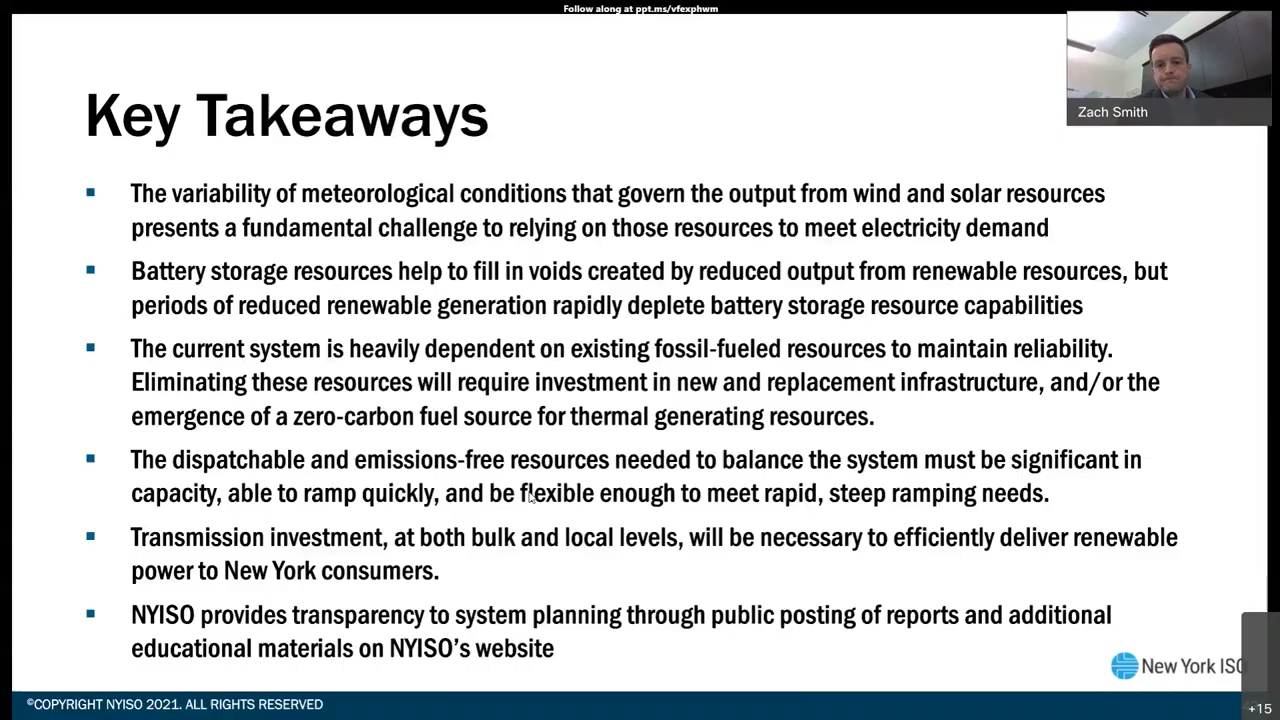 Follow along at ppt.ms/vfexphwm
Zach Smith
Key Takeaways
The variability of meteorological conditions that govern the output from wind and solar resources
presents a fundamental challenge to relying on those resources to meet electricity demand
Battery storage resources help to fill in voids created by reduced output from renewable resources, but
periods of reduced renewable generation rapidly deplete battery storage resource capabilities
The current system is heavily dependent on existing fossil-fueled resources to maintain reliability.
Eliminating these resources will require investment in new and replacement infrastructure, and/or the
emergence of a zero-carbon fuel source for thermal generating resources.
The dispatchable and emissions-free resources needed to balance the system must be significant in
capacity, able to ramp quickly, and be flexible enough to meet rapid, steep ramping needs.
Transmission investment, at both bulk and local levels, will be necessary to efficiently deliver renewable
power to New York consumers.
NYISO provides transparency to system planning through public posting of reports and additional
educational materials on NYISO’s website
New York ISO
©COPYRIGHT NYISO 2021. ALL RIGHTS RESERVED
+15